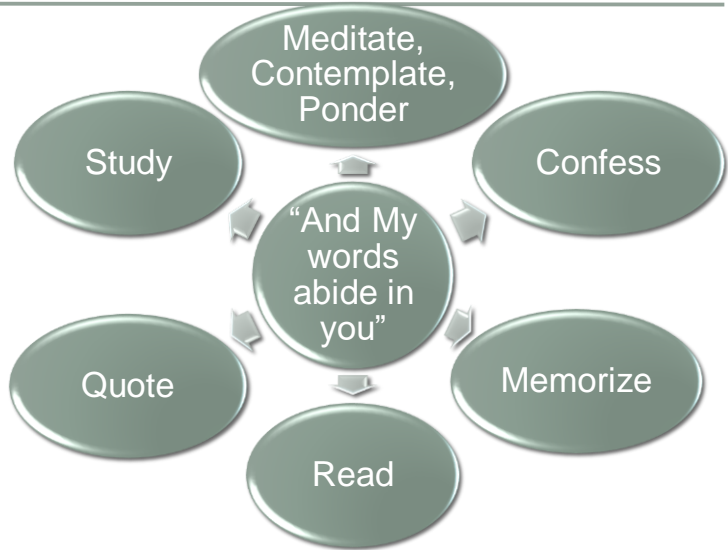 Meditate,
Contemplate,
Ponder
Study
Confess
“And My
words
abide in
you”
Quote
Memorize
Read